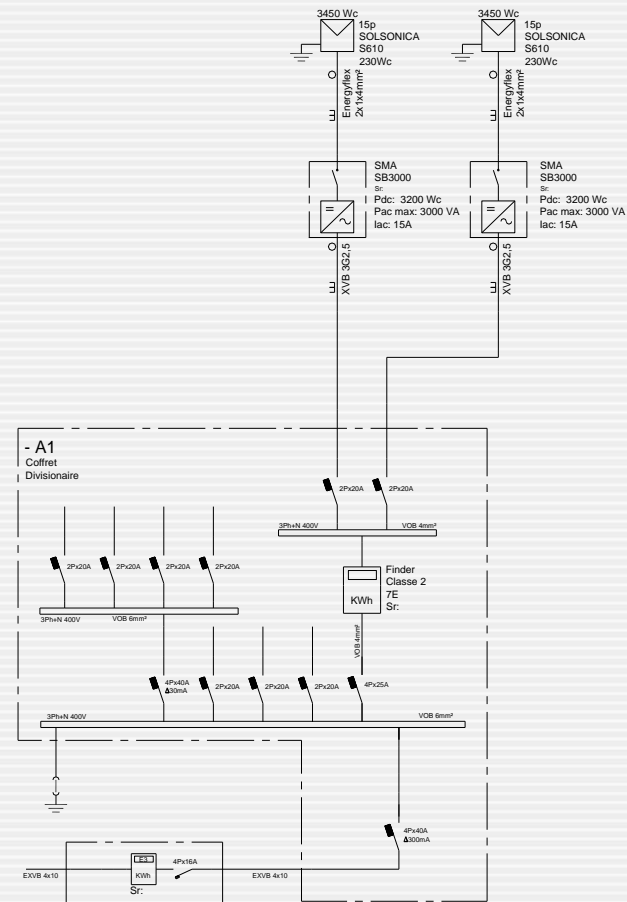 3450 Wc
15p
SOLSONICA
S610
230Wc
Energyflex
2x1x4mm²
3450 Wc
15p
SOLSONICA
S610
230Wc
Energyflex
2x1x4mm²
SMA
SB3000
Sr:
Pdc: 3200 Wc
Pac max: 3000 VA
Iac: 15A
XVB 3G2,5
SMA
SB3000
Sr:
Pdc: 3200 Wc
Pac max: 3000 VA
Iac: 15A
XVB 3G2,5
- A1
Coffret
Divisionaire
2Px20A
2Px20A
3Ph+N 400V
VOB 4mm²
2Px20A
2Px20A
2Px20A
2Px20A
3Ph+N 400V
VOB 6mm²
KWh
Finder
Classe 2
7E
Sr:
VOB 4mm²
4Px40A
Δ30mA
2Px20A
2Px20A
2Px20A
4Px25A
3Ph+N 400V
VOB 6mm²
4Px40A
Δ300mA
EXVB 4x10
E3
KWh
Sr:
4Px16A
EXVB 4x10